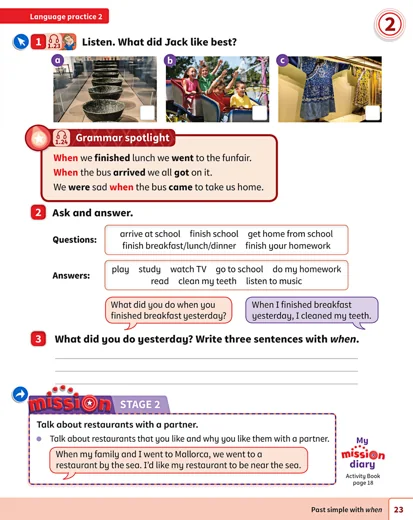 Language practice 2
2
1
1.23
Listen. What did Jack like best?
a
b
c
1.24
Grammar spotlight
When we finished lunch we went to the funfair.
When the bus arrived we all got on it.
We were sad when the bus came to take us home.
2 Ask and answer.
Questions:
arrive at school finish school get home from school
finish breakfast/lunch/dinner finish your homework
Answers:
play study watch TV go to school do my homework
read clean my teeth listen to music
What did you do when you
finished breakfast yesterday?
When I finished breakfast
yesterday, I cleaned my teeth.
3 What did you do yesterday? Write three sentences with when.
mission STAGE 2
Talk about restaurants with a partner.
Talk about restaurants that you like and why you like them with a partner.
When my family and I went to Mallorca, we went to a
restaurant by the sea. I'd like my restaurant to be near the sea.
My
mission
diary
Activity Book
page 18
Past simple with when 23